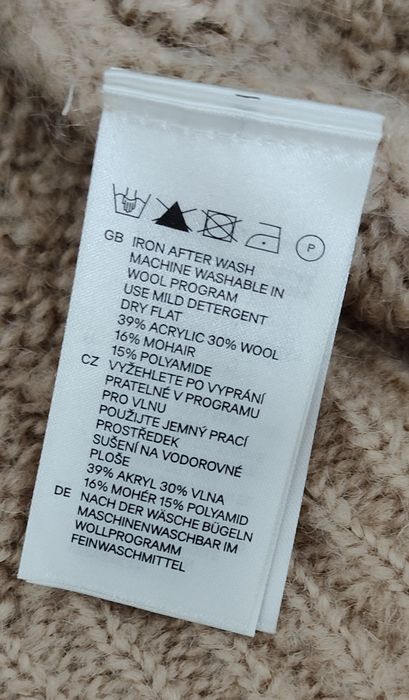 P
GB IRON AFTER WASH
MACHINE WASHABLE IN
WOOL PROGRAM
USE MILD DETERGENT
DRY FLAT
39% ACRYLIC 30% WOOL
16% MOHAIR
15% POLYAMIDE
CZ VYŽEHLETE PO VYPRÁNÍ
PRATELNÉ V PROGRAMU
PRO VLNU
POUŽIJTE JEMNÝ PRACÍ
PROSTŘEDEK
SUŠENÍ NA VODOROVNÉ
PLOŠE
39% AKRYL 30% VLNA
16% MOHÉR 15% POLYAMID
DE NACH DER WÄSCHE BÜGELN
MASCHINENWASCHBAR IM
WOLLPROGRAMM
FEINWASCHMITTEL